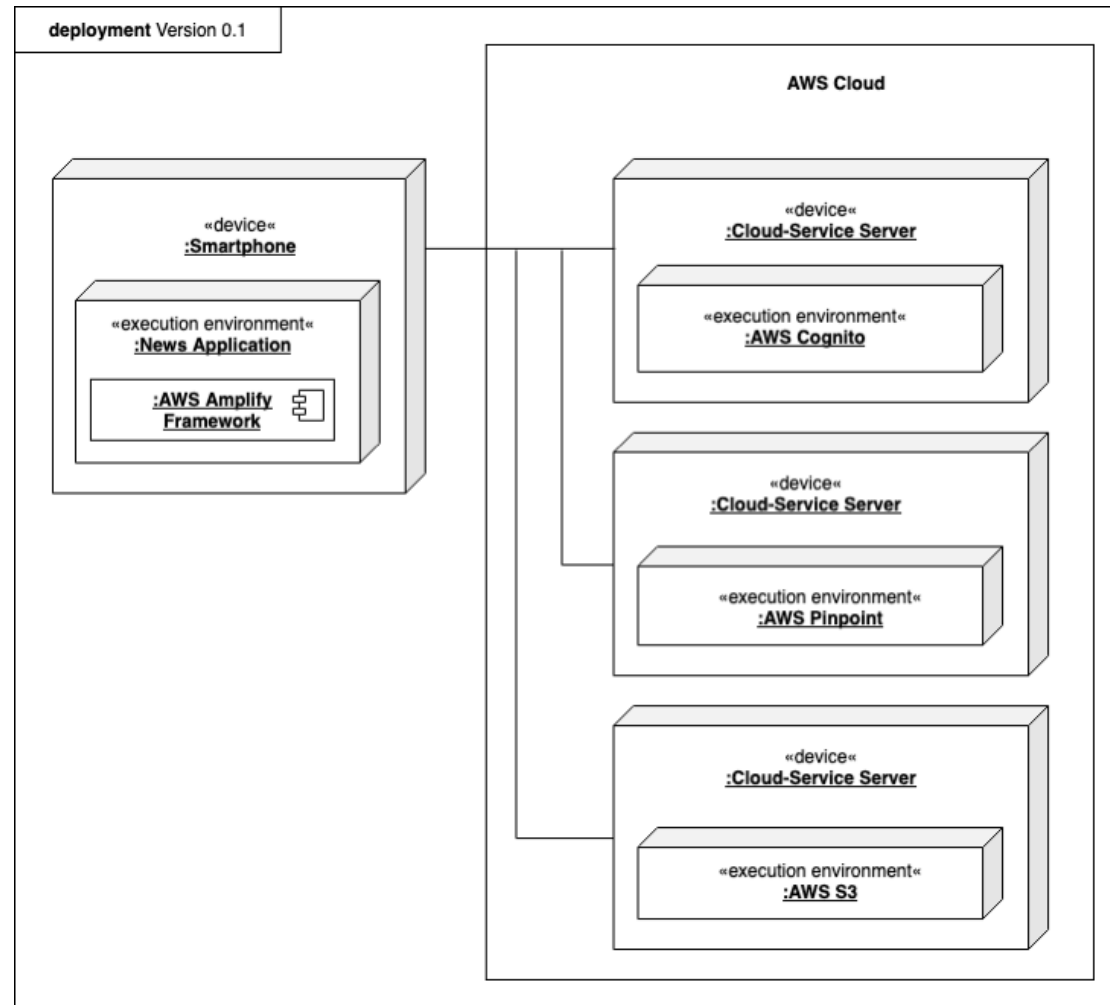 deployment Version 0.1
AWS Cloud
«device«
:Smartphone
«execution environment«
:News Application
:AWS Amplify
Framework
«device«
:Cloud-Service Server
«execution environment«
:AWS Cognito
«device«
:Cloud-Service Server
«execution environment«
:AWS Pinpoint
«device«
:Cloud-Service Server
«execution environment«
:AWS S3